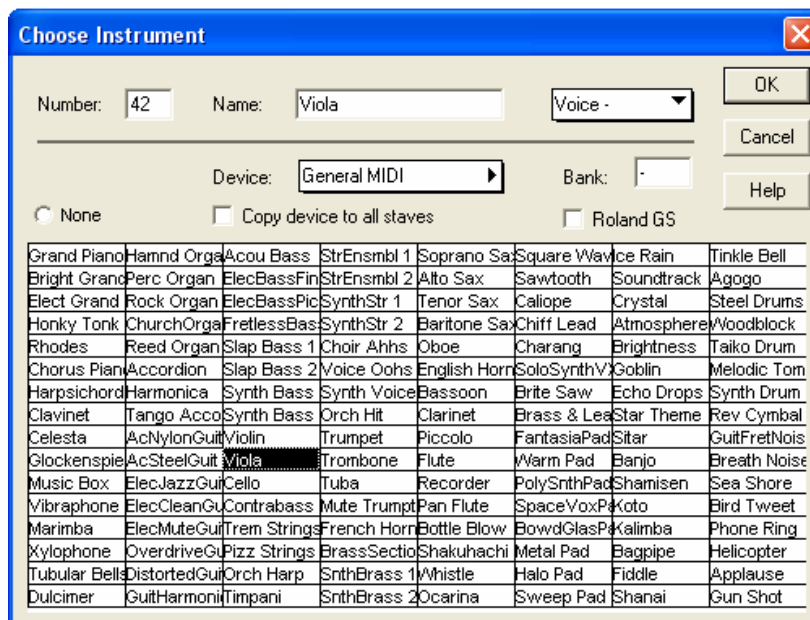 Choose Instrument
Number: 42 Name: Viola Voice - OK
Cancel
Device: General MIDI Bank: -
Help
None Copy device to all staves Roland GS
Grand Piano Hamnd Orga Acou Bass StrEnsmbl 1 Soprano Sa Square Wav Ice Rain Tinkle Bell
Bright Grand Perc Organ ElecBassFin StrEnsmbl 2 Alto Sax Sawtooth Soundtrack Agogo
Elect Grand Rock Organ ElecBassPic SynthStr 1 Tenor Sax Caliope Crystal Steel Drums
Honky Tonk ChurchOrga FretlessBas SynthStr 2 Baritone Sax Chiff Lead Atmosphere Woodblock
Rhodes Reed Organ Slap Bass 1 Choir Ahhs Oboe Charang Brightness Taiko Drum
Chorus Pian Accordion Slap Bass 2 Voice Oohs English Horn SoloSynthV Goblin Melodic Tom
Harpsichord Harmonica Synth Bass Synth Voice Bassoon Brite Saw Echo Drops Synth Drum
Clavinet Tango Acco Synth Bass Orch Hit Clarinet Brass & Lea Star Theme Rev Cymbal
Celesta AcNylonGuit Violin Trumpet Piccolo FantasiaPad Sitar GuitFretNois
Glockenspie AcSteelGuit Viola Trombone Flute Warm Pad Banjo Breath Noise
Music Box ElecJazzGui Cello Tuba Recorder PolySnthPad Shamisen Sea Shore
Vibraphone ElecCleanGu Contrabass Mute Trumpt Pan Flute SpaceVoxP Koto Bird Tweet
Marimba ElecMuteGui Trem Strings French Horn Bottle Blow BowdGlasP Kalimba Phone Ring
Xylophone OverdriveGu Pizz Strings BrassSectio Shakuhachi Metal Pad Bagpipe Helicopter
Tubular Bells DistortedGui Orch Harp SnthBrass 1 Whistle Halo Pad Fiddle Applause
Dulcimer GuitHarmoni Timpani SnthBrass 2 Ocarina Sweep Pad Shanai Gun Shot